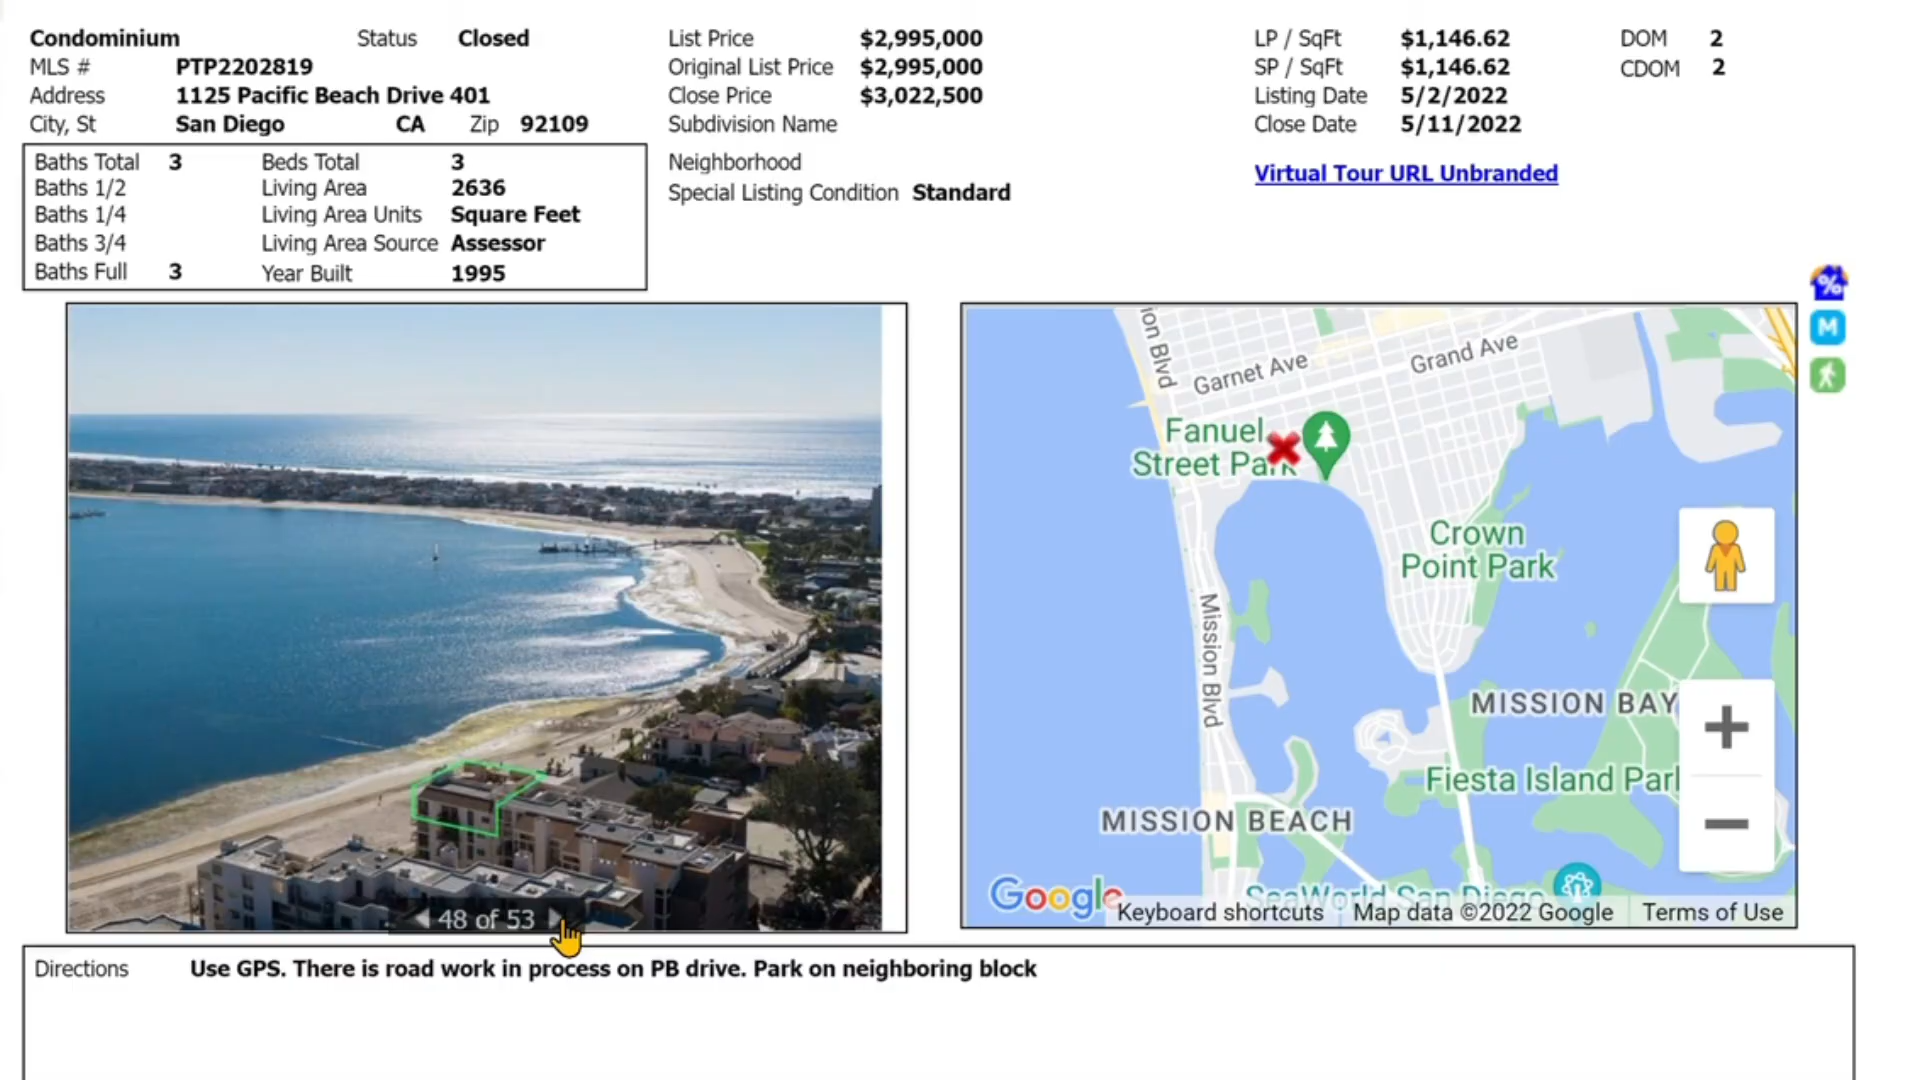 Condominium Status Closed
MLS # PTP2202819
Address 1125 Pacific Beach Drive 401
City, St San Diego CA Zip 92109
List Price $2,995,000
Original List Price $2,995,000
Close Price $3,022,500
Subdivision Name
Neighborhood
Special Listing Condition Standard
LP / SqFt $1,146.62
SP / SqFt $1,146.62
Listing Date 5/2/2022
Close Date 5/11/2022
DOM 2
CDOM 2
Virtual Tour URL Unbranded
Baths Total 3 Beds Total 3
Baths 1/2 Living Area 2636
Baths 1/4 Living Area Units Square Feet
Baths 3/4 Living Area Source Assessor
Baths Full 3 Year Built 1995
%
M
48 of 53
ion Blvd
Garnet Ave
Grand Ave
Fanuel
Street Park
Crown
Point Park
Mission Blvd
MISSION BAY
Fiesta Island Park
MISSION BEACH
SeaWorld San Diego
Google
Keyboard shortcuts Map data ©2022 Google Terms of Use
Directions Use GPS. There is road work in process on PB drive. Park on neighboring block